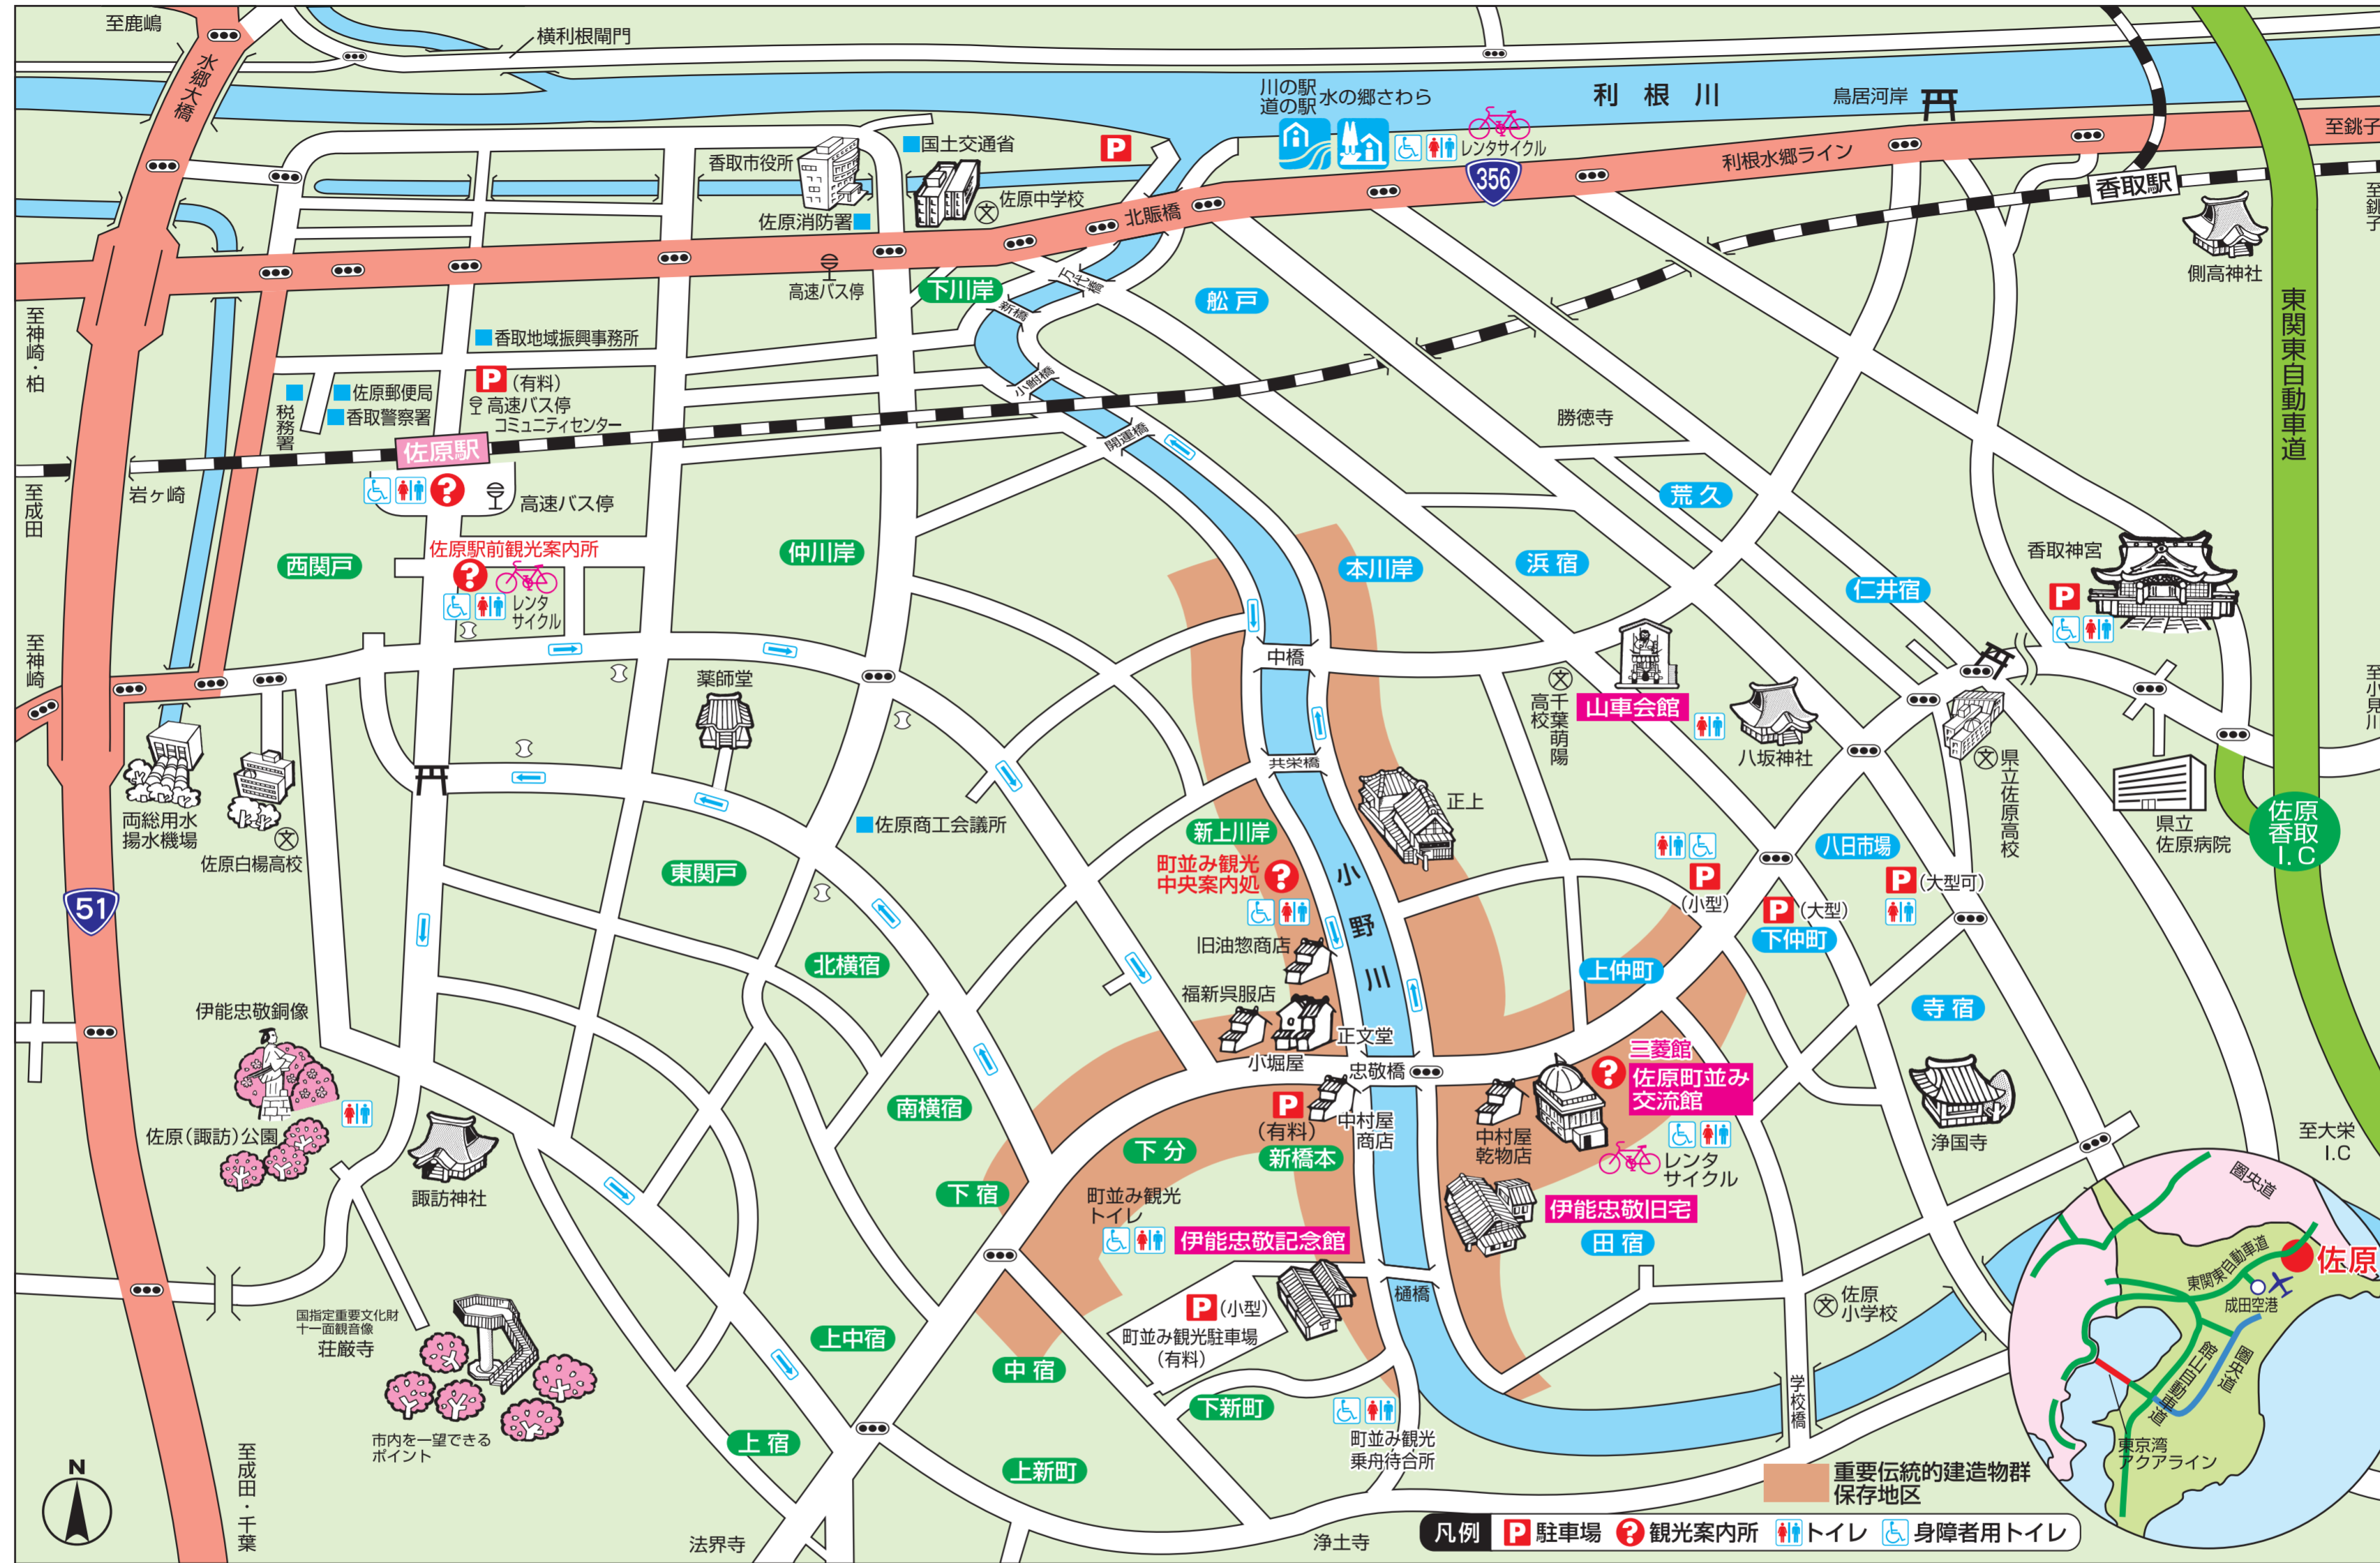 至鹿嶋
横利根閘門
水郷大橋
川の駅
道の駅
水の郷さわら
レンタサイクル
利根川
鳥居河岸
至銚子
利根水郷ライン
356
国土交通省
香取市役所
佐原中学校
佐原消防署
P
北賑橋
香取駅
至銚子
側高神社
東関東自動車道
高速バス停
下川岸
万代橋
新橋
舩戸
至神崎・柏
香取地域振興事務所
税務署
佐原郵便局
香取警察署
P(有料)
高速バス停
コミュニティセンター
小鮒橋
開運橋
勝徳寺
佐原駅
?
高速バス停
岩ヶ崎
至成田
荒久
西関戸
佐原駅前観光案内所
?
レンタ
サイクル
仲川岸
本川岸
浜宿
仁井宿
香取神宮
P
至神崎
薬師堂
中橋
千葉萌陽
高校
文
山車会館
八坂神社
文
県立佐原高校
県立
佐原病院
至小見川
佐原
香取
I.C
両総用水
揚水機場
文
佐原白楊高校
佐原商工会議所
共栄橋
正上
新上川岸
町並み観光
中央案内処
?
小野川
東関戸
51
八日市場
P(大型可)
P
(小型)
P(大型)
下仲町
北横宿
旧油惣商店
上仲町
福新呉服店
正文堂
小堀屋
忠敬橋
寺宿
伊能忠敬銅像
佐原(諏訪)公園
南横宿
三菱館
?
佐原町並み
交流館
P
(有料)
中村屋
商店
中村屋
乾物店
レンタ
サイクル
新橋本
下分
諏訪神社
下宿
町並み観光
トイレ
伊能忠敬記念館
伊能忠敬旧宅
田宿
浄国寺
至大栄
I.C
樋橋
P(小型)
町並み観光駐車場
(有料)
文
佐原
小学校
国指定重要文化財
十一面観音像
荘厳寺
上中宿
中宿
下新町
学校橋
市内を一望できる
ポイント
上宿
上新町
町並み観光
乗舟待合所
N
至成田・千葉
法界寺
浄土寺
重要伝統的建造物群
保存地区
凡例
P 駐車場
? 観光案内所
トイレ
身障者用トイレ
圏央道
東関東自動車道
佐原
成田空港
館山自動車道
圏央道
東京湾
アクアライン